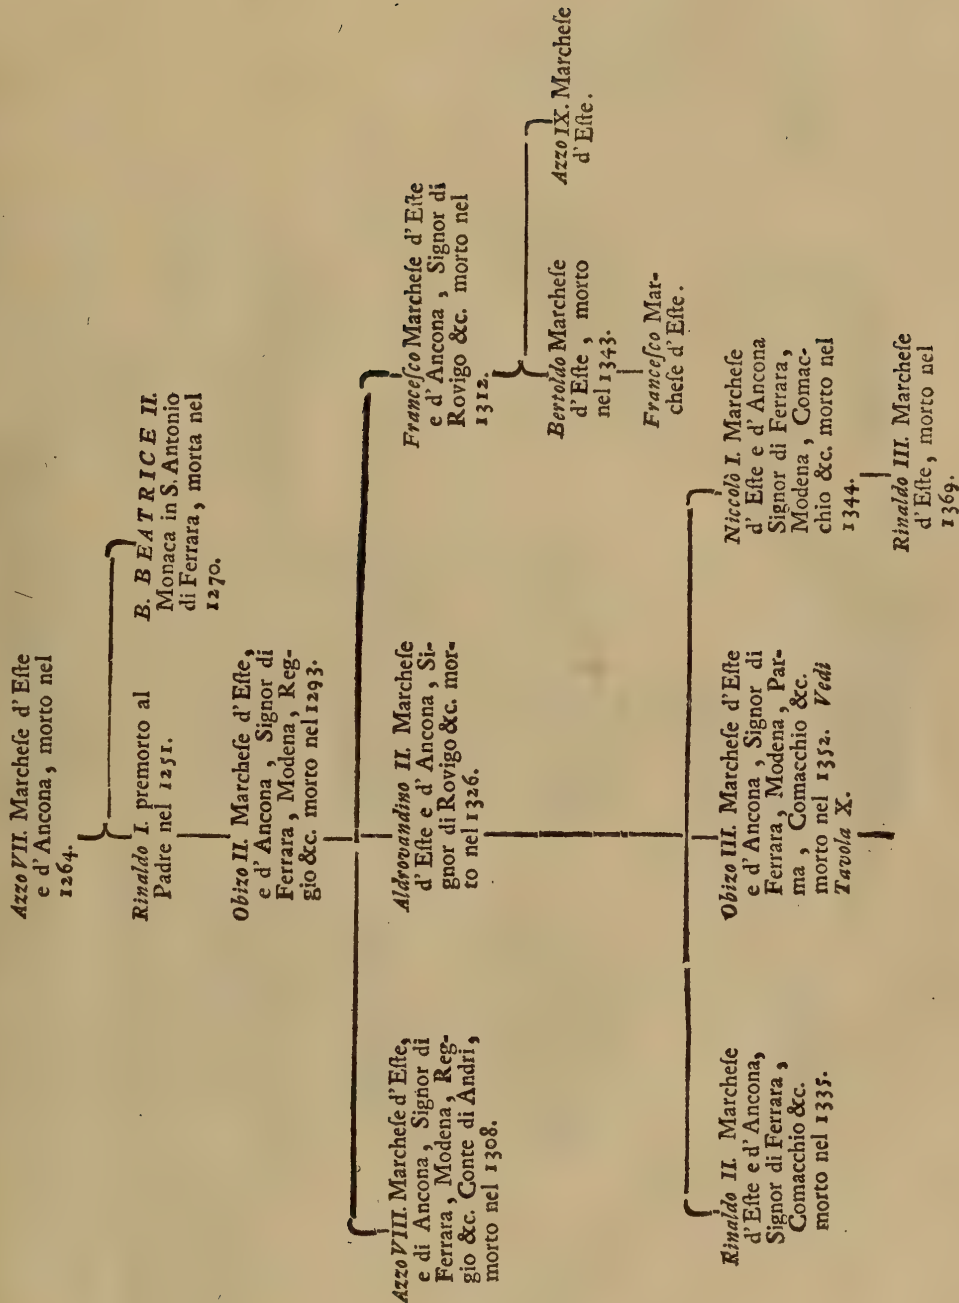 Azzo VII. Marcheſe d'Eſte
e d'Ancona, morto nel
1264.
Rinaldo I. premorto al
Padre nel 1251.
B. BEATRICE II.
Monaca in S. Antonio
di Ferrara, morta nel
1270.
Obizo II. Marcheſe d'Eſte,
e d'Ancona, Signor di
Ferrara, Modena, Reg-
gio &c. morto nel 1293.
Azzo VIII. Marcheſe d'Eſte,
e di Ancona, Signor di
Ferrara, Modena, Reg-
gio &c. Conte di Andri,
morto nel 1308.
Aldrovandino II. Marcheſe
d'Eſte e d'Ancona, Si-
gnor di Rovigo &c. mor-
to nel 1326.
Franceſco Marcheſe d'Eſte
e d'Ancona, Signor di
Rovigo &c. morto nel
1312.
Bertoldo Marcheſe
d'Eſte, morto
nel 1343.
Azzo IX. Marcheſe
d'Eſte.
Franceſco Mar-
cheſe d'Eſte.
Rinaldo II. Marcheſe
d'Eſte e d'Ancona,
Signor di Ferrara,
Comacchio &c.
morto nel 1335.
Obizo III. Marcheſe d'Eſte
e d'Ancona, Signor di
Ferrara, Modena, Par-
ma, Comacchio &c.
morto nel 1352. Vedi
Tavola X.
Niccolò I. Marcheſe
d'Eſte e d'Ancona
Signor di Ferrara,
Modena, Comac-
chio &c. morto nel
1344.
Rinaldo III. Marcheſe
d'Eſte, morto nel
1369.